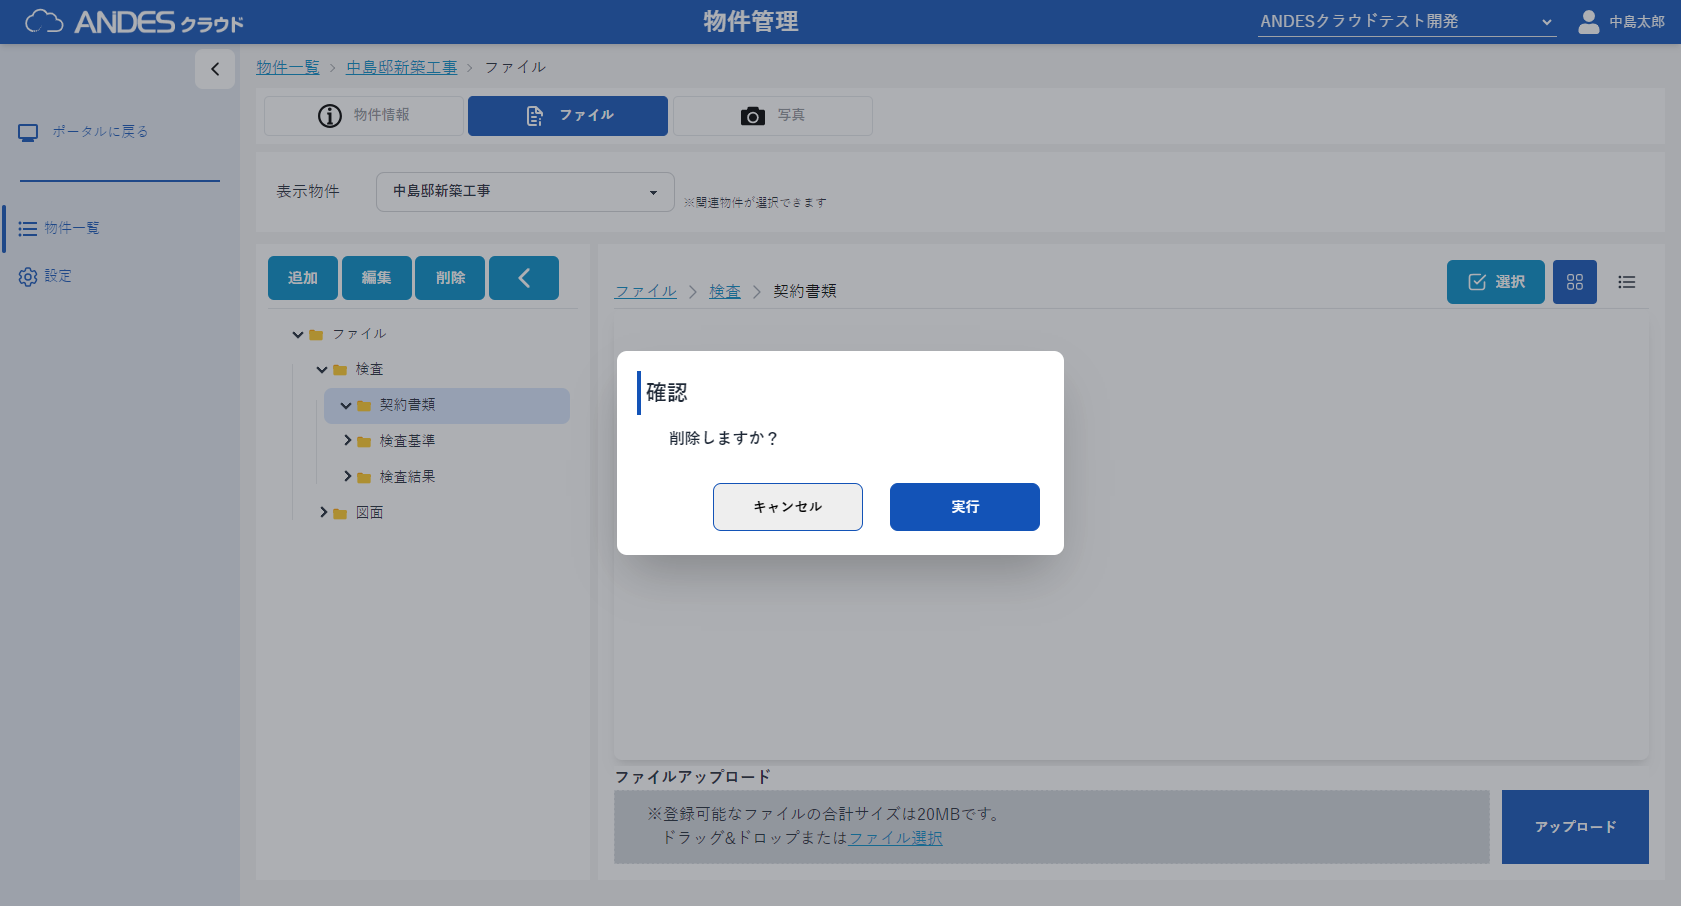 ANDES クラウド
物件管理
ANDESクラウドテスト開発
中島太郎
物件一覧 > 中島邸新築工事 > ファイル
ポータルに戻る
物件一覧
設定
物件情報
ファイル
写真
表示物件
中島邸新築工事
※関連物件が選択できます
追加
編集
削除
ファイル
検査
契約書類
検査基準
検査結果
図面
ファイル > 検査 > 契約書類
選択
確認
削除しますか？
キャンセル
実行
ファイルアップロード
※登録可能なファイルの合計サイズは20MBです。
ドラッグ&ドロップまたはファイル選択
アップロード